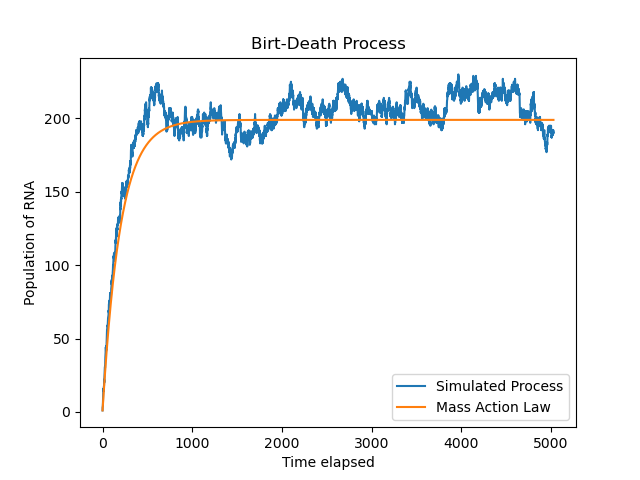 Birt-Death Process
Population of RNA
200
150
100
50
0
0 1000 2000 3000 4000 5000
Time elapsed
Simulated Process
Mass Action Law